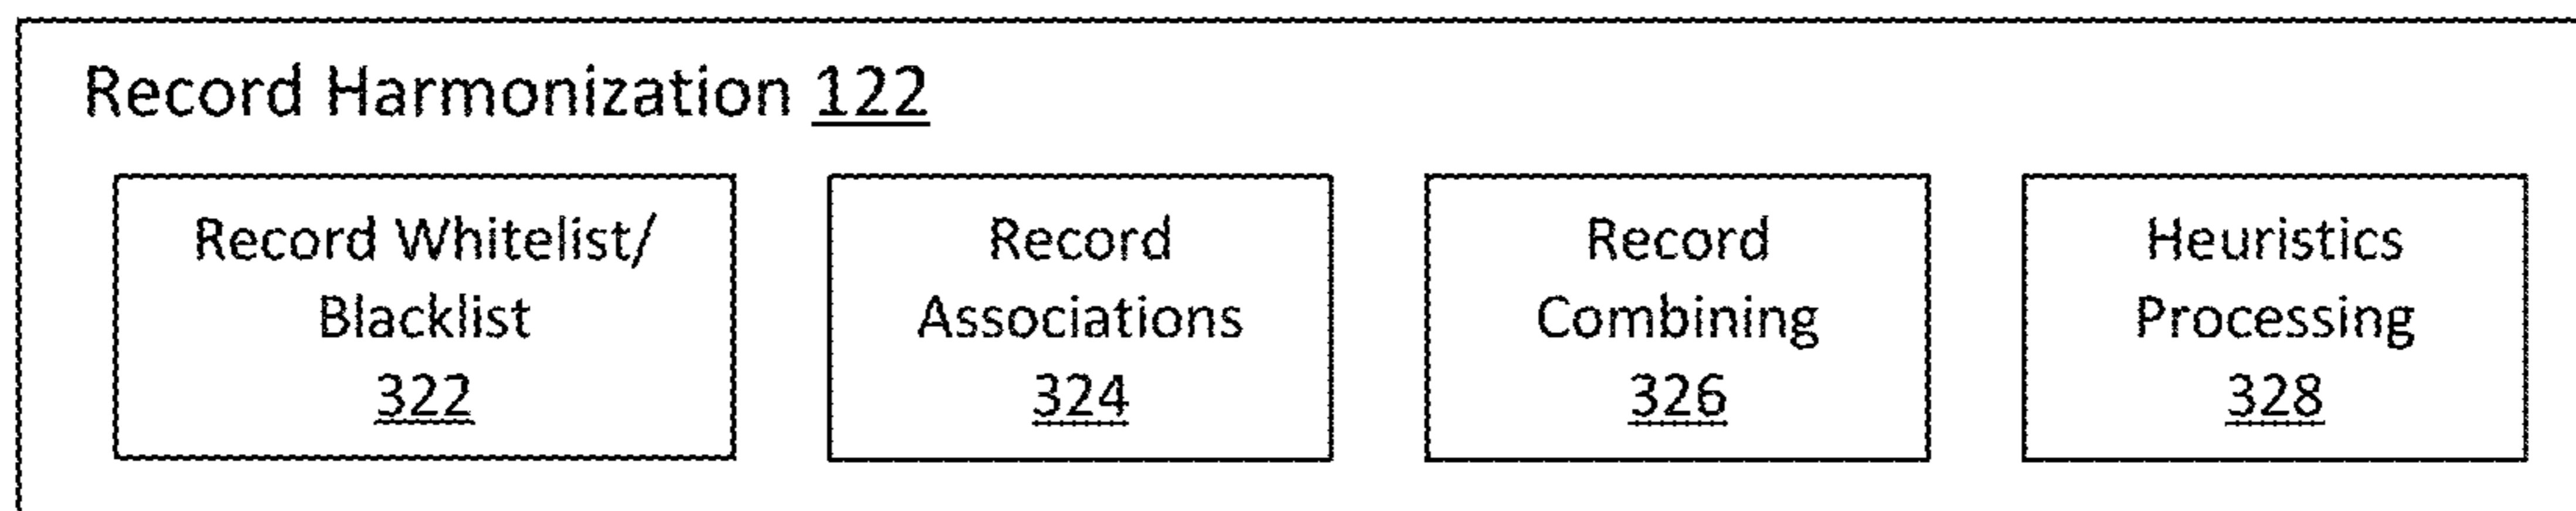 Record Harmonization 122
Record Whitelist/
Blacklist
322
Record
Associations
324
Record
Combining
326
Heuristics
Processing
328